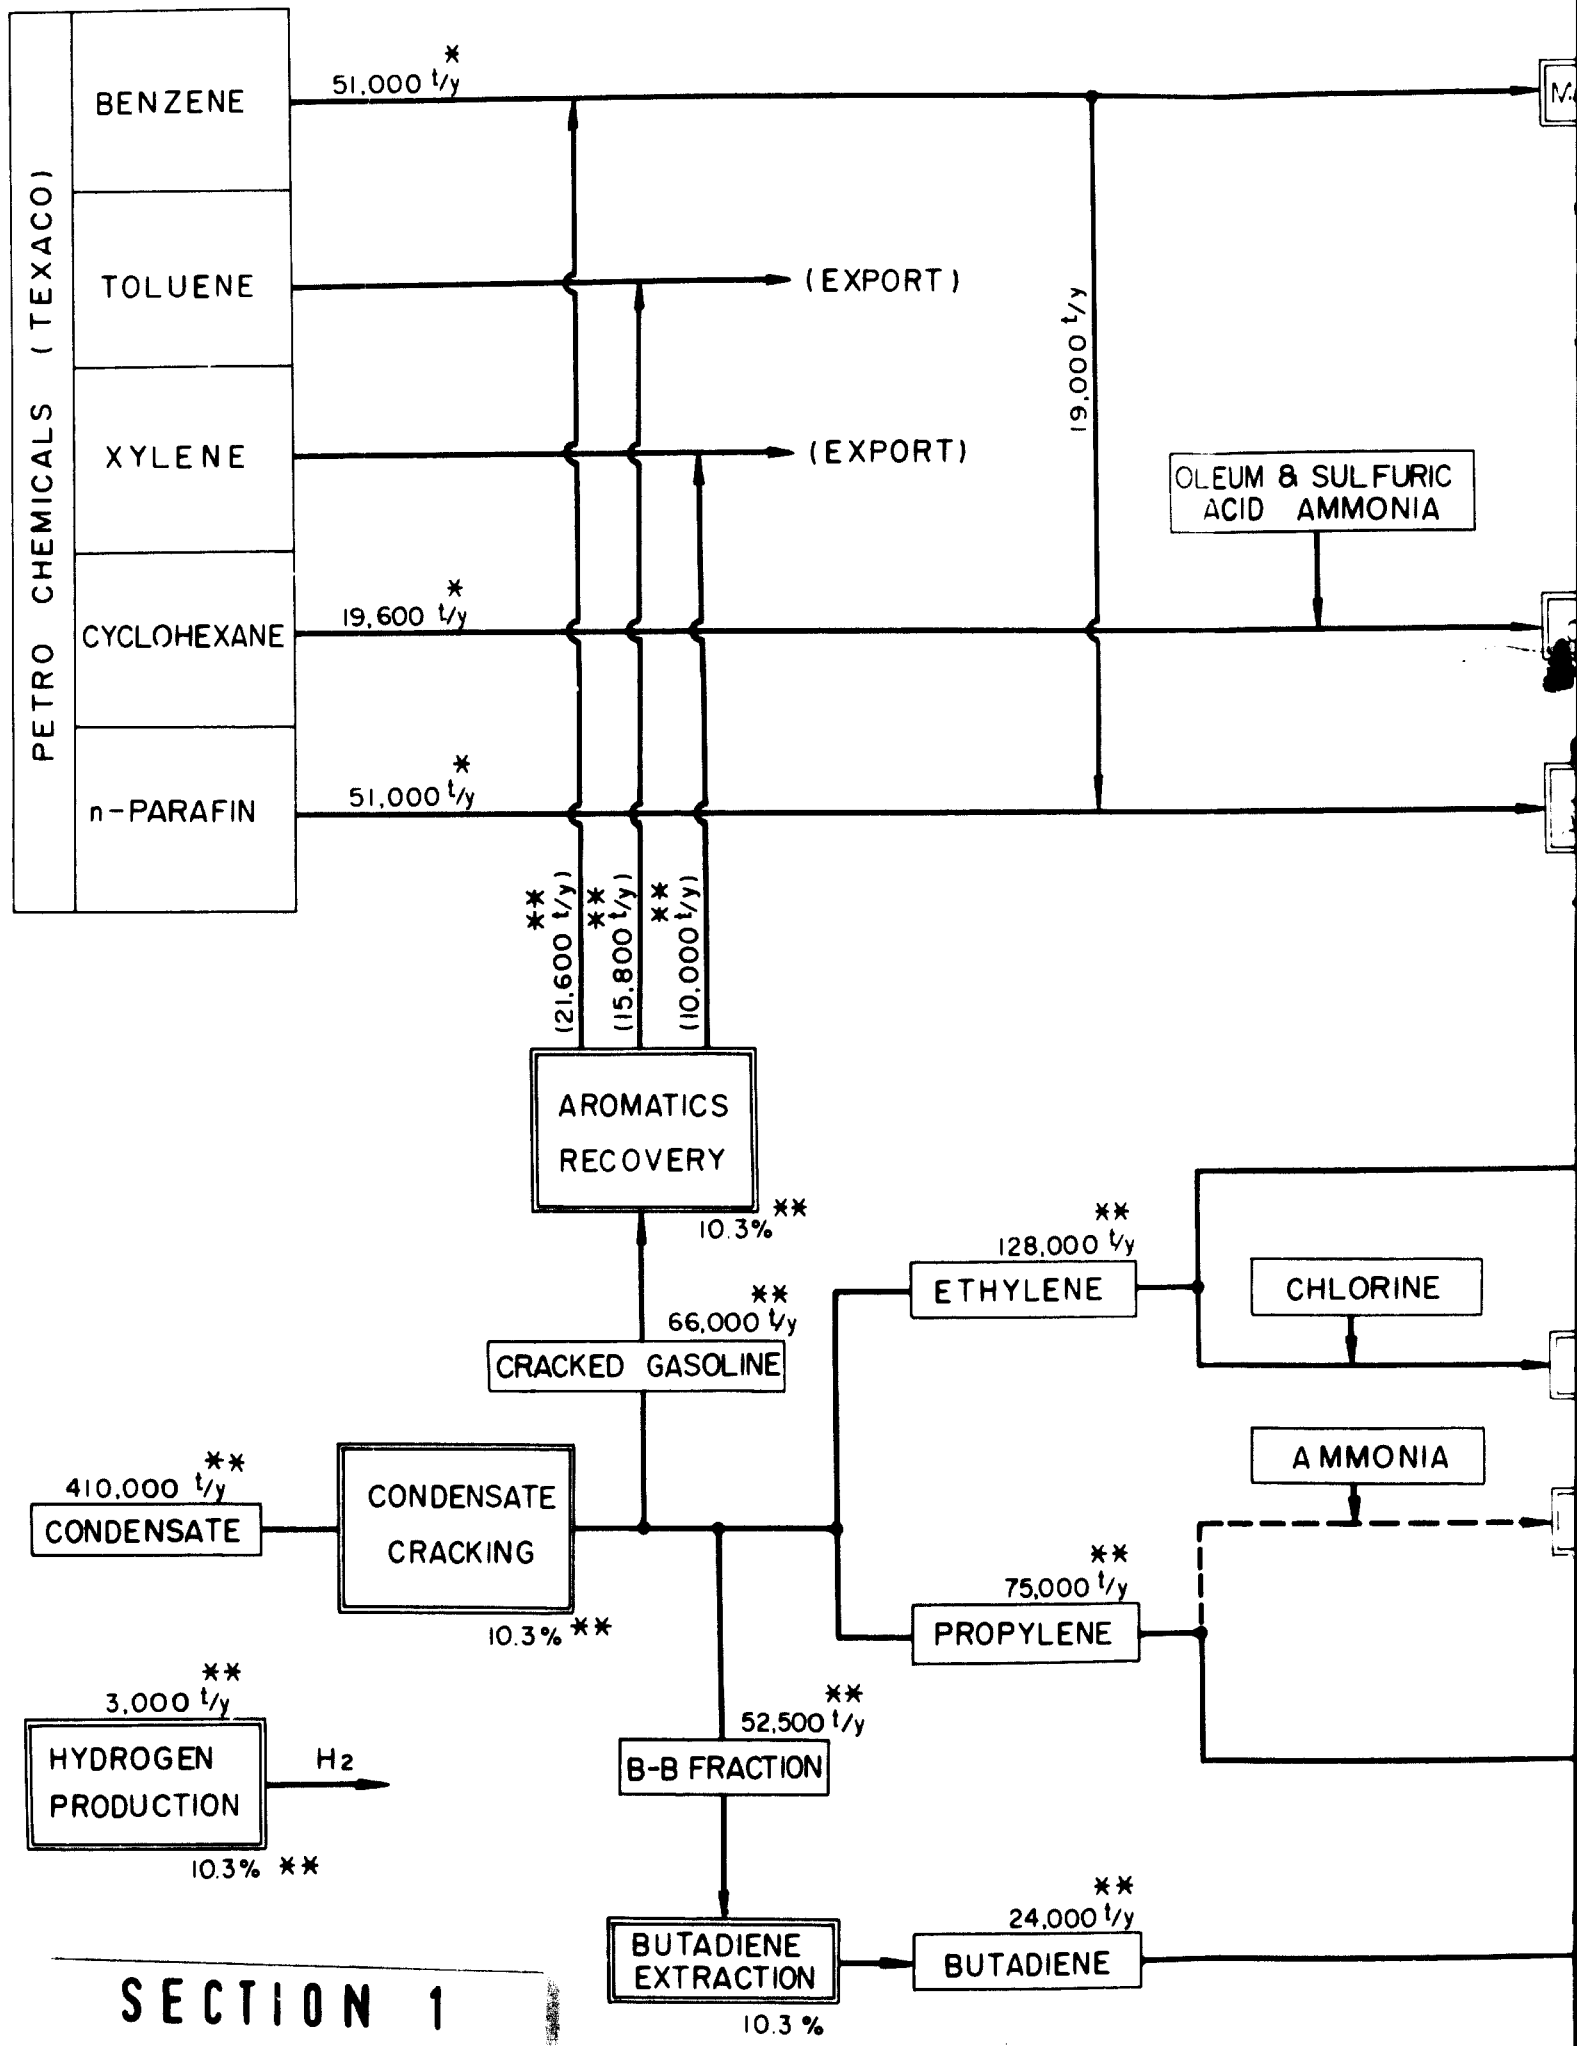 PETRO CHEMICALS (TEXACO)
BENZENE
51,000 t/y *
TOLUENE
(EXPORT)
XYLENE
(EXPORT)
CYCLOHEXANE
19,600 t/y *
n-PARAFIN
51,000 t/y *
19,000 t/y
OLEUM & SULFURIC
ACID AMMONIA
(21,600 t/y) **
(15,800 t/y) **
(10,000 t/y) **
AROMATICS
RECOVERY
10.3% **
66,000 t/y **
CRACKED GASOLINE
128,000 t/y **
ETHYLENE
CHLORINE
410,000 t/y **
CONDENSATE
CONDENSATE
CRACKING
10.3% **
AMMONIA
75,000 t/y **
PROPYLENE
3,000 t/y **
HYDROGEN
PRODUCTION
H2
10.3% **
52,500 t/y **
B-B FRACTION
BUTADIENE
EXTRACTION
10.3 %
24,000 t/y **
BUTADIENE
SECTION 1